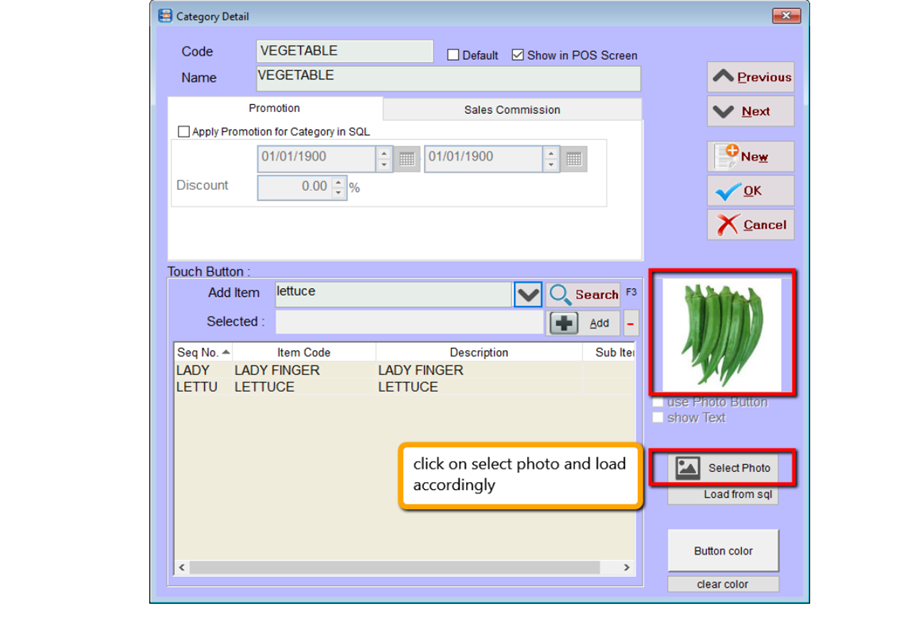 Category Detail
Code VEGETABLE Default Show in POS Screen
Name VEGETABLE
Previous
Next
New
OK
Cancel
Promotion Sales Commission
Apply Promotion for Category in SQL
01/01/1900 01/01/1900
Discount 0.00 %
Touch Button :
Add Item lettuce Search F3
Selected : Add -
Seq No. Item Code Description Sub Iter
LADY LADY FINGER LADY FINGER
LETTU LETTUCE LETTUCE
use Photo Button
show Text
click on select photo and load
accordingly
Select Photo
Load from sql
Button color
clear color